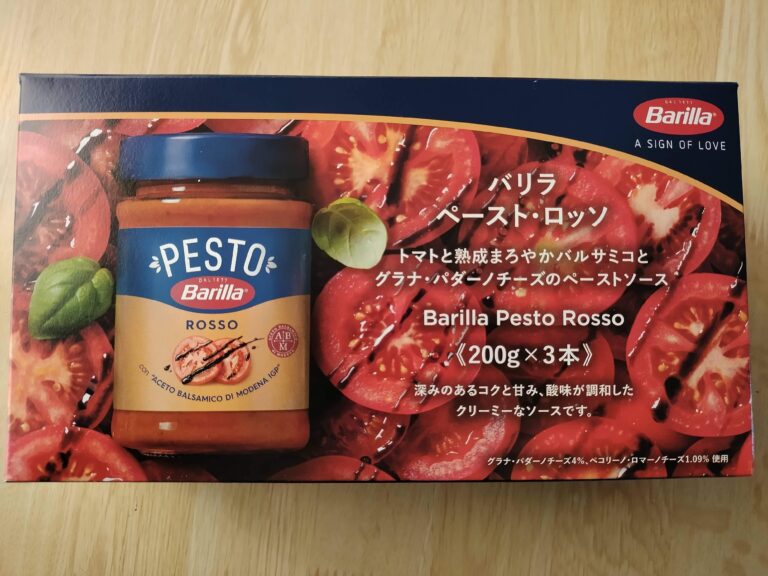 DAL 1877
Barilla
A SIGN OF LOVE
バリラ
ペースト・ロッソ
トマトと熟成まろやかバルサミコと
グラナ・パダーノチーズのペーストソース
Barilla Pesto Rosso
《200g×3本》
深みのあるコクと甘み、酸味が調和した
クリーミーなソースです。
グラナ・パダーノチーズ4%、ペコリーノ・ロマーノチーズ1.09% 使用
PESTO
DAL 1877
Barilla
ROSSO
con "ACETO BALSAMICO DI MODENA IGP"